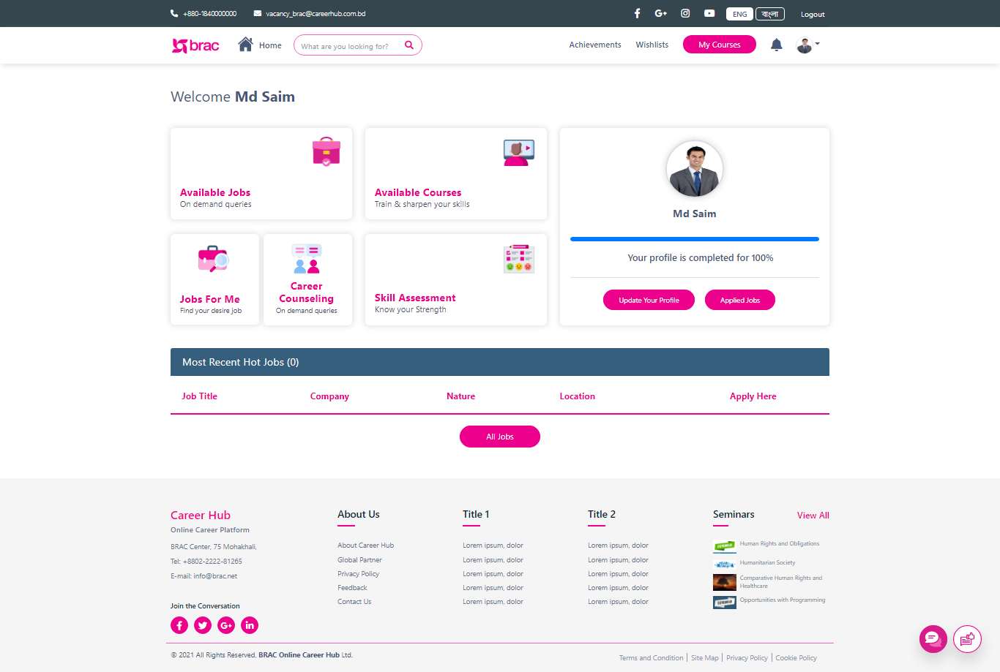 +880-1840000000 vacancy_brac@careerhub.com.bd ENG বাংলা Logout
brac Home What are you looking for? Achievements Wishlists My Courses
Welcome Md Saim
Available Jobs
On demand queries
Available Courses
Train & sharpen your skills
Jobs For Me
Find your desire job
Career
Counseling
On demand queries
Skill Assessment
Know your Strength
Md Saim
Your profile is completed for 100%
Update Your Profile Applied Jobs
Most Recent Hot Jobs (0)
Job Title Company Nature Location Apply Here
All Jobs
Career Hub
Online Career Platform
BRAC Center, 75 Mohakhali,
Tel: +8802-2222-81265
E-mail: info@brac.net
Join the Conversation
About Us
About Career Hub
Global Partner
Privacy Policy
Feedback
Contact Us
Title 1
Lorem ipsum, dolor
Lorem ipsum, dolor
Lorem ipsum, dolor
Lorem ipsum, dolor
Lorem ipsum, dolor
Title 2
Lorem ipsum, dolor
Lorem ipsum, dolor
Lorem ipsum, dolor
Lorem ipsum, dolor
Lorem ipsum, dolor
Seminars View All
Human Rights and Obligations
Humanitarian Society
Comparative Human Rights and
Healthcare
Opportunities with Programming
© 2021 All Rights Reserved, BRAC Online Career Hub Ltd.
Terms and Condition | Site Map | Privacy Policy | Cookie Policy